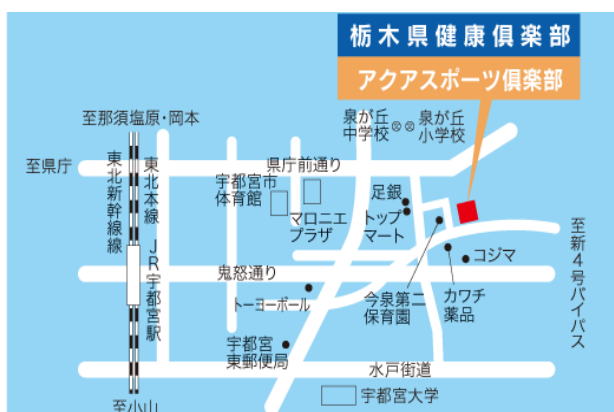 栃木県健康倶楽部
アクアスポーツ倶楽部
至那須塩原・岡本
泉が丘
中学校
泉が丘
小学校
至県庁
県庁前通り
東北新幹線線
東北本線
宇都宮市
体育館
マロニエ
プラザ
足銀
トップ
マート
至新4号バイパス
コジマ
JR宇都宮駅
鬼怒通り
トーヨーボール
今泉第二
保育園
カワチ
薬品
宇都宮
東郵便局
水戸街道
宇都宮大学
至小山